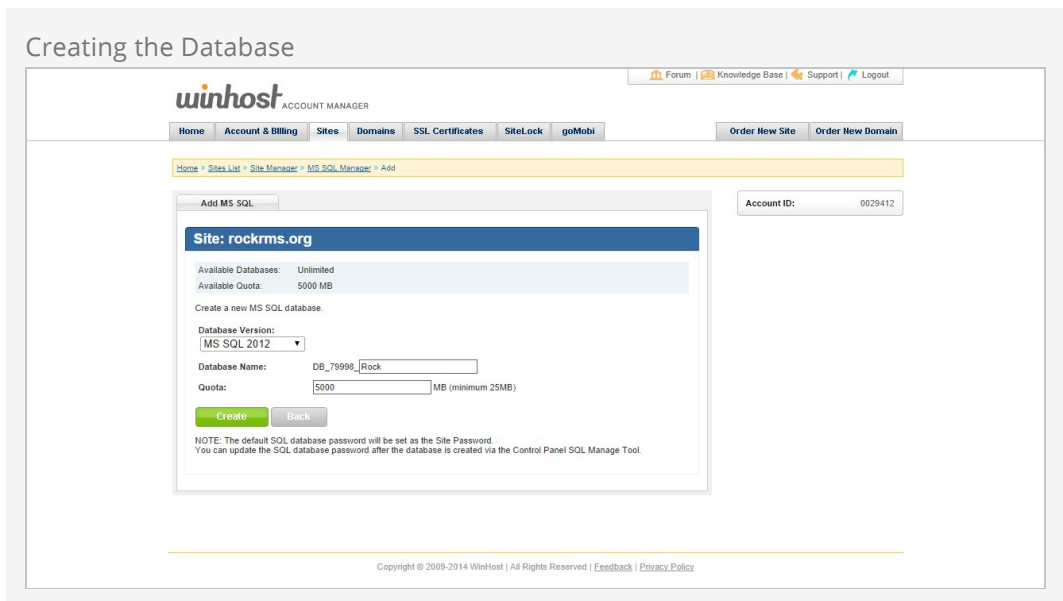 Creating the Database
Forum | Knowledge Base | Support | Logout
winhost ACCOUNT MANAGER
Home Account & Billing Sites Domains SSL Certificates SiteLock goMobi Order New Site Order New Domain
Home > Sites List > Site Manager > MS SQL Manager > Add
Add MS SQL
Account ID: 0029412
Site: rockrms.org
Available Databases: Unlimited
Available Quota: 5000 MB
Create a new MS SQL database.
Database Version:
MS SQL 2012
Database Name: DB_79998_Rock
Quota: 5000 MB (minimum 25MB)
Create Back
NOTE: The default SQL database password will be set as the Site Password.
You can update the SQL database password after the database is created via the Control Panel SQL Manage Tool.
Copyright © 2009-2014 WinHost | All Rights Reserved | Feedback | Privacy Policy